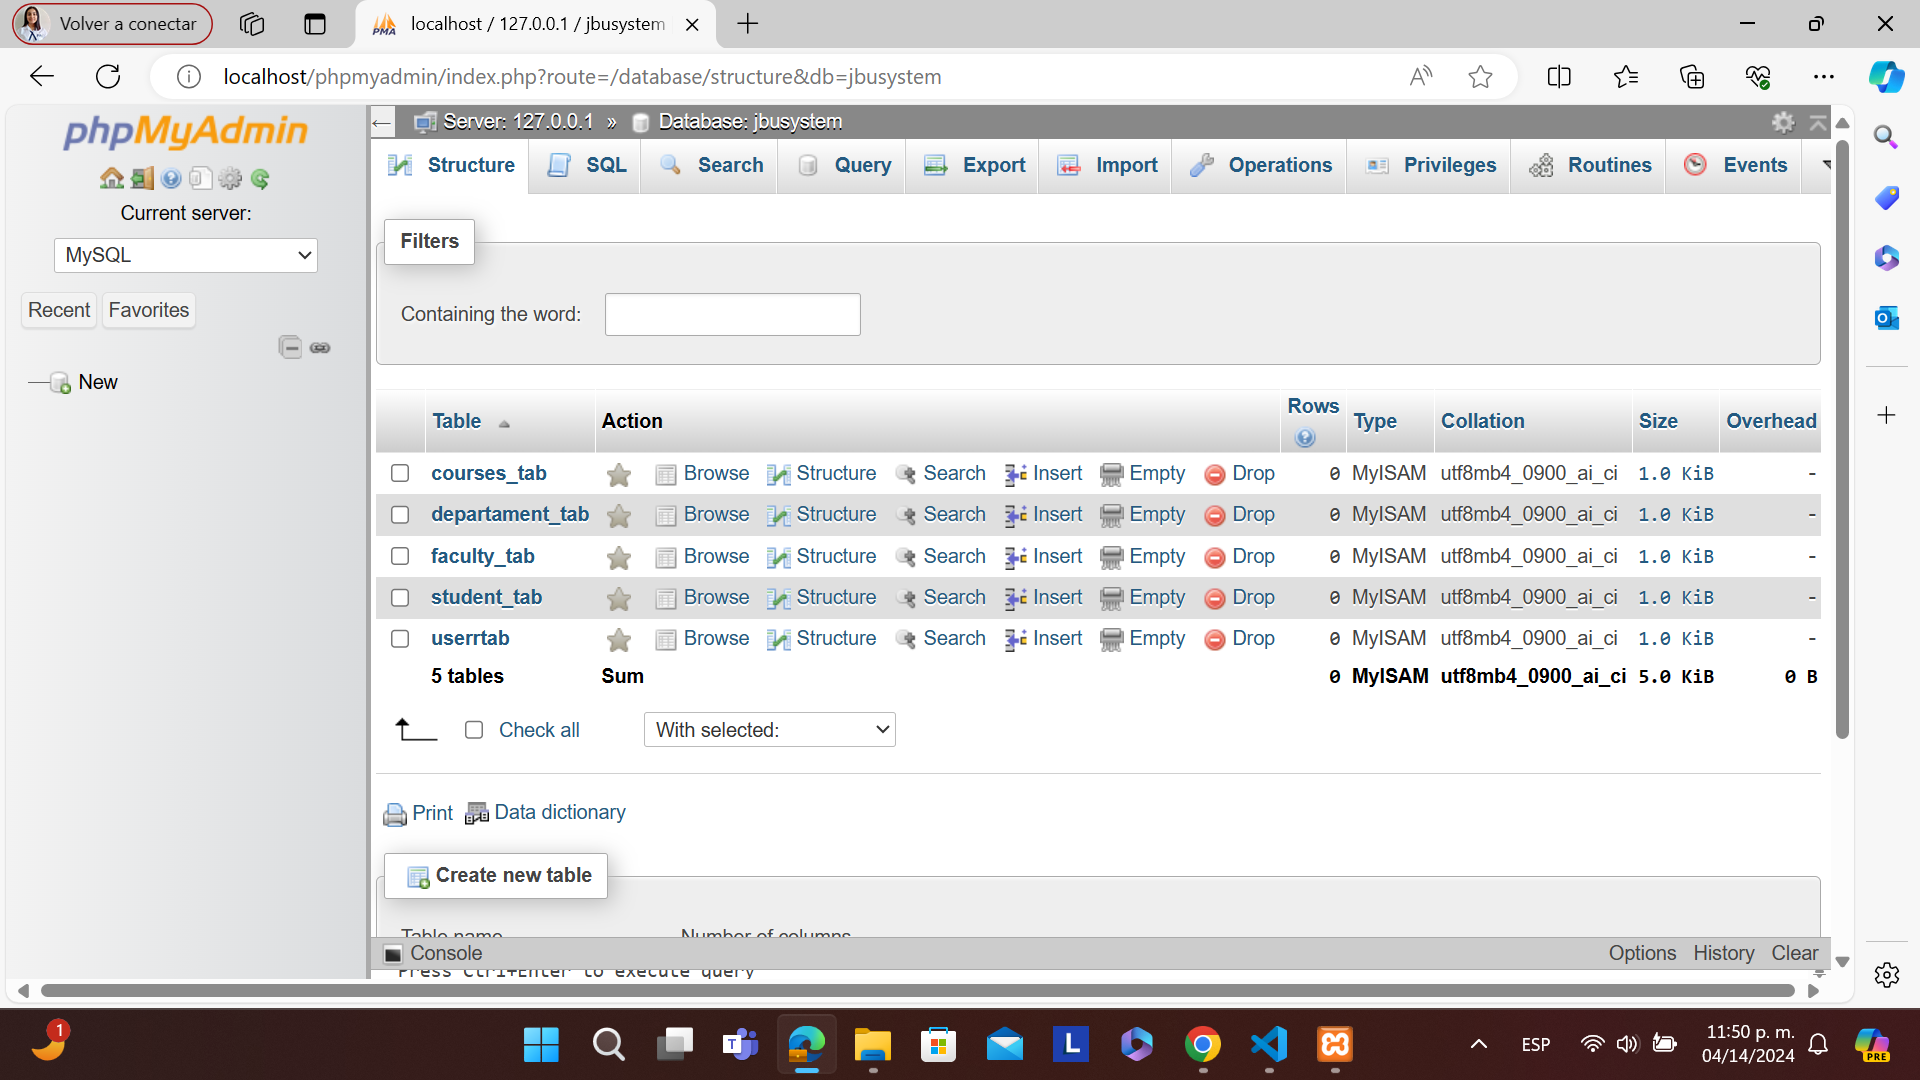 Volver a conectar
localhost / 127.0.0.1 / jbusystem
localhost/phpmyadmin/index.php?route=/database/structure&db=jbusystem
phpMyAdmin
Current server:
MySQL
Recent Favorites
New
Server: 127.0.0.1 » Database: jbusystem
Structure SQL Search Query Export Import Operations Privileges Routines Events
Filters
Containing the word:
Table Action Rows Type Collation Size Overhead
courses_tab Browse Structure Search Insert Empty Drop 0 MyISAM utf8mb4_0900_ai_ci 1.0 KiB -
departament_tab Browse Structure Search Insert Empty Drop 0 MyISAM utf8mb4_0900_ai_ci 1.0 KiB -
faculty_tab Browse Structure Search Insert Empty Drop 0 MyISAM utf8mb4_0900_ai_ci 1.0 KiB -
student_tab Browse Structure Search Insert Empty Drop 0 MyISAM utf8mb4_0900_ai_ci 1.0 KiB -
userrtab Browse Structure Search Insert Empty Drop 0 MyISAM utf8mb4_0900_ai_ci 1.0 KiB -
5 tables Sum 0 MyISAM utf8mb4_0900_ai_ci 5.0 KiB 0 B
Check all With selected:
Print Data dictionary
Create new table
Table name Number of columns
Console Options History Clear
Press Ctrl+Enter to execute query
1
ESP
11:50 p. m.
04/14/2024
PRE